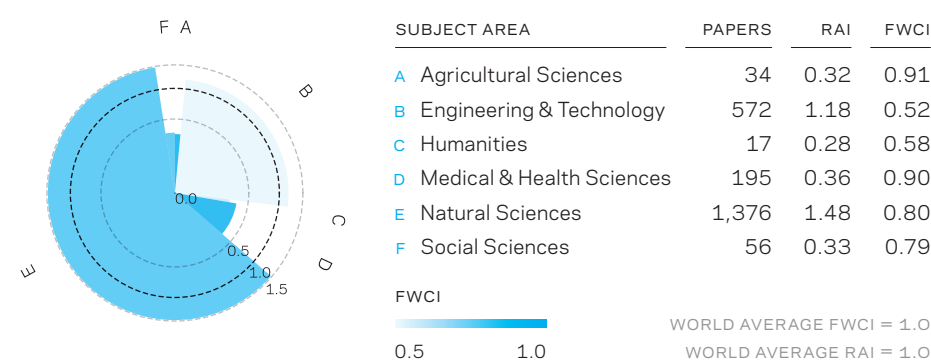 F A
B
C
D
E
0.0
0.5
1.0
1.5
SUBJECT AREA PAPERS RAI FWCI
A Agricultural Sciences 34 0.32 0.91
B Engineering & Technology 572 1.18 0.52
C Humanities 17 0.28 0.58
D Medical & Health Sciences 195 0.36 0.90
E Natural Sciences 1,376 1.48 0.80
F Social Sciences 56 0.33 0.79
FWCI
0.5 1.0
WORLD AVERAGE FWCI = 1.0
WORLD AVERAGE RAI = 1.0